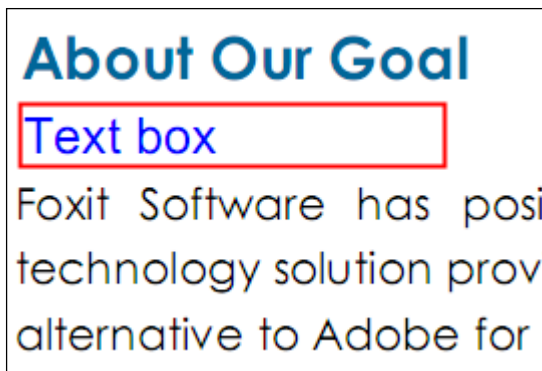 About Our Goal
Text box
Foxit Software has posi
technology solution prov
alternative to Adobe for